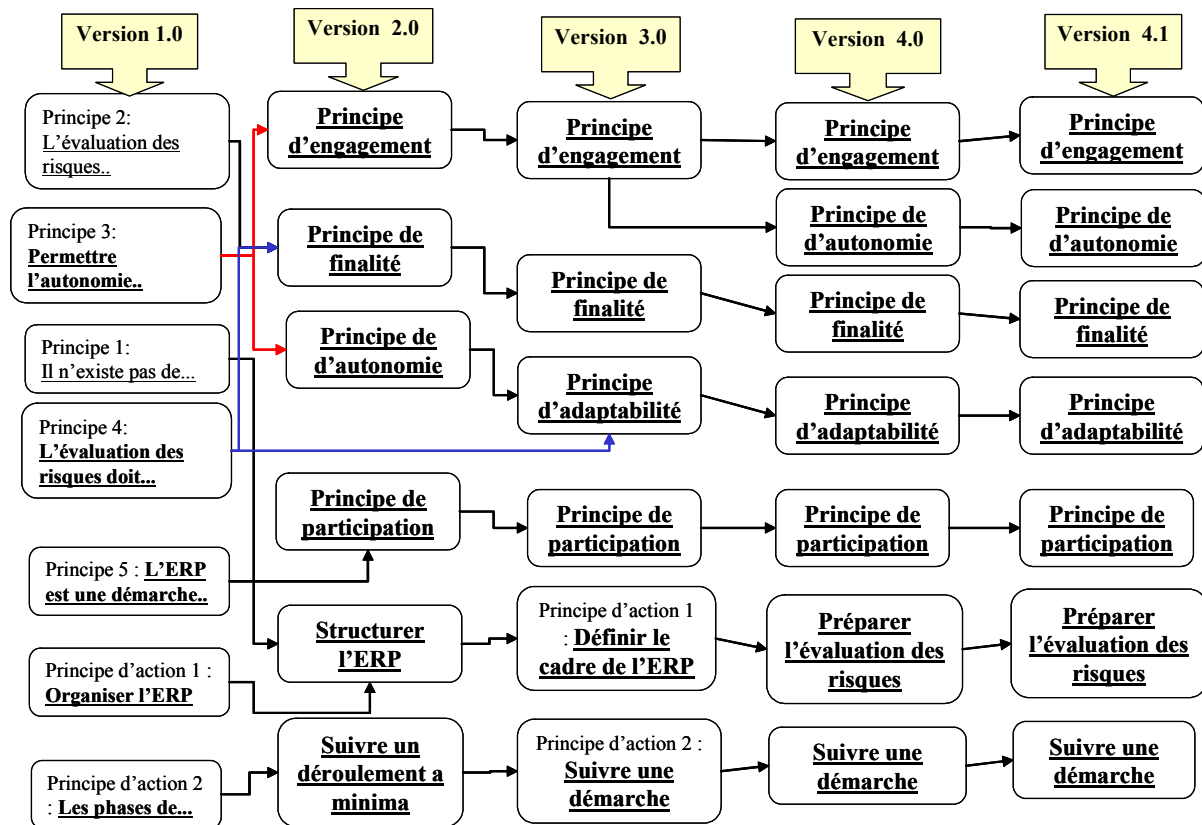 Version 1.0
Version 2.0
Version 3.0
Version 4.0
Version 4.1
Principe 2:
L'évaluation des
risques..
Principe 3:
Permettre
l'autonomie..
Principe 1:
Il n'existe pas de...
Principe 4:
L'évaluation des
risques doit...
Principe 5 : L'ERP
est une démarche..
Principe d'action 1 :
Organiser l'ERP
Principe d'action 2
: Les phases de...
Principe
d'engagement
Principe de
finalité
Principe de
d'autonomie
Principe de
participation
Structurer
l'ERP
Suivre un
déroulement a
minima
Principe
d'engagement
Principe de
finalité
Principe
d'adaptabilité
Principe de
participation
Principe d'action 1
: Définir le
cadre de l'ERP
Principe d'action 2 :
Suivre une
démarche
Principe
d'engagement
Principe de
d'autonomie
Principe de
finalité
Principe
d'adaptabilité
Principe de
participation
Préparer
l'évaluation des
risques
Suivre une
démarche
Principe
d'engagement
Principe de
d'autonomie
Principe de
finalité
Principe
d'adaptabilité
Principe de
participation
Préparer
l'évaluation des
risques
Suivre une
démarche